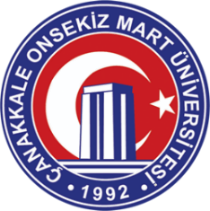 ÇANAKKALE ONSEKİZ MART ÜNİVERSİTESİ
• 1992 •